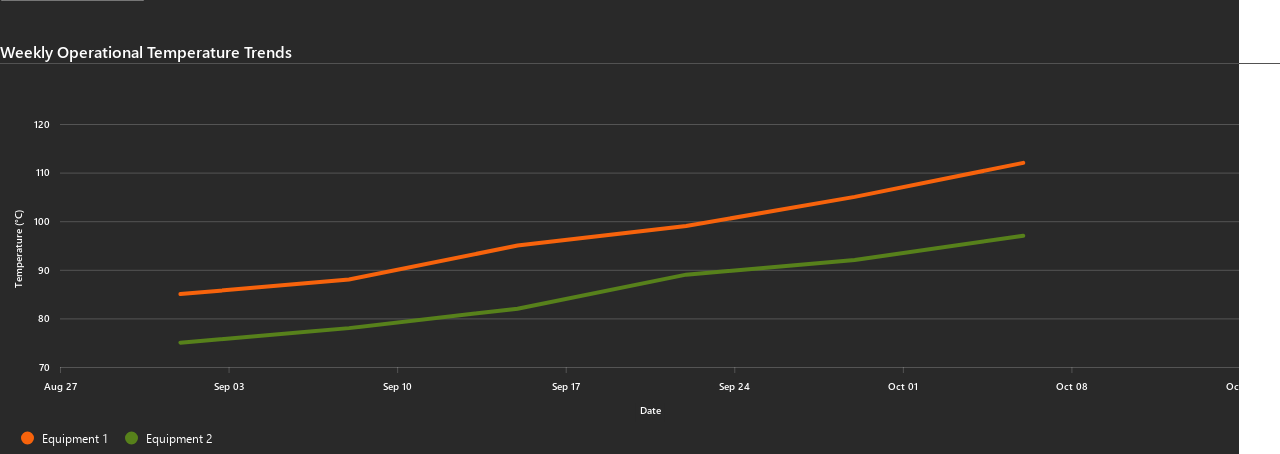 Weekly Operational Temperature Trends
120
110
100
90
80
70
Temperature (°C)
Aug 27 Sep 03 Sep 10 Sep 17 Sep 24 Oct 01 Oct 08 Oc
Date
Equipment 1 Equipment 2